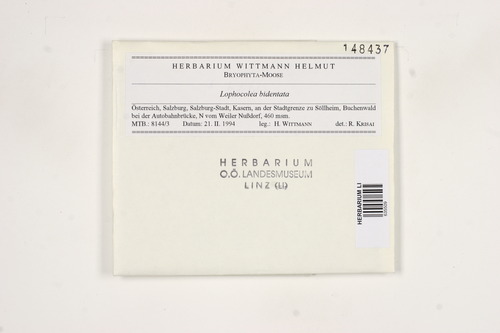 148437
HERBARIUM WITTMANN HELMUT
BRYOPHYTA-MOOSE
Lophocolea bidentata
Österreich, Salzburg, Salzburg-Stadt, Kasern, an der Stadtgrenze zu Söllheim, Buchenwald
bei der Autobahnbrücke, N vom Weiler Nußdorf, 460 msm.
MTB.: 8144/3 Datum: 21. II. 1994 leg.: H. WITTMANN det.: R. KRISAI
HERBARIUM
O.Ö. LANDESMUSEUM
LINZ (LI)
HERBARIUM LI